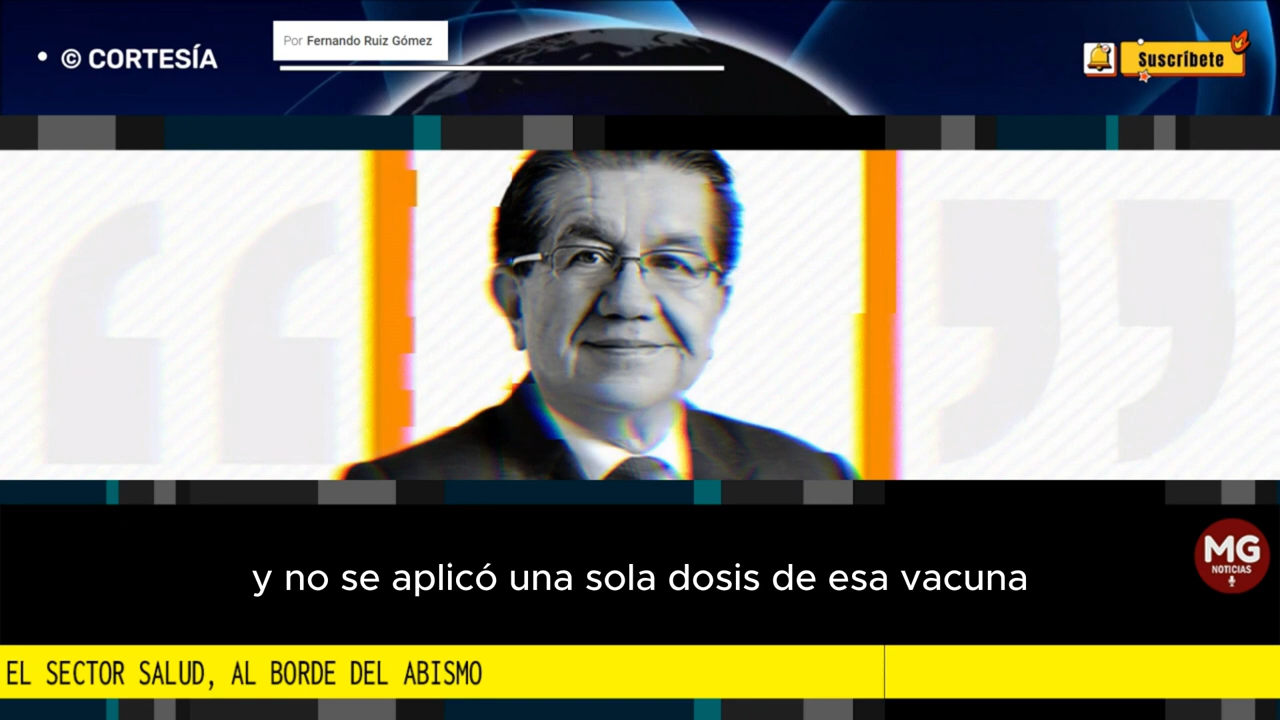 • © CORTESÍA
Por Fernando Ruiz Gómez
Suscríbete
y no se aplicó una sola dosis de esa vacuna
MG
NOTICIAS
EL SECTOR SALUD, AL BORDE DEL ABISMO